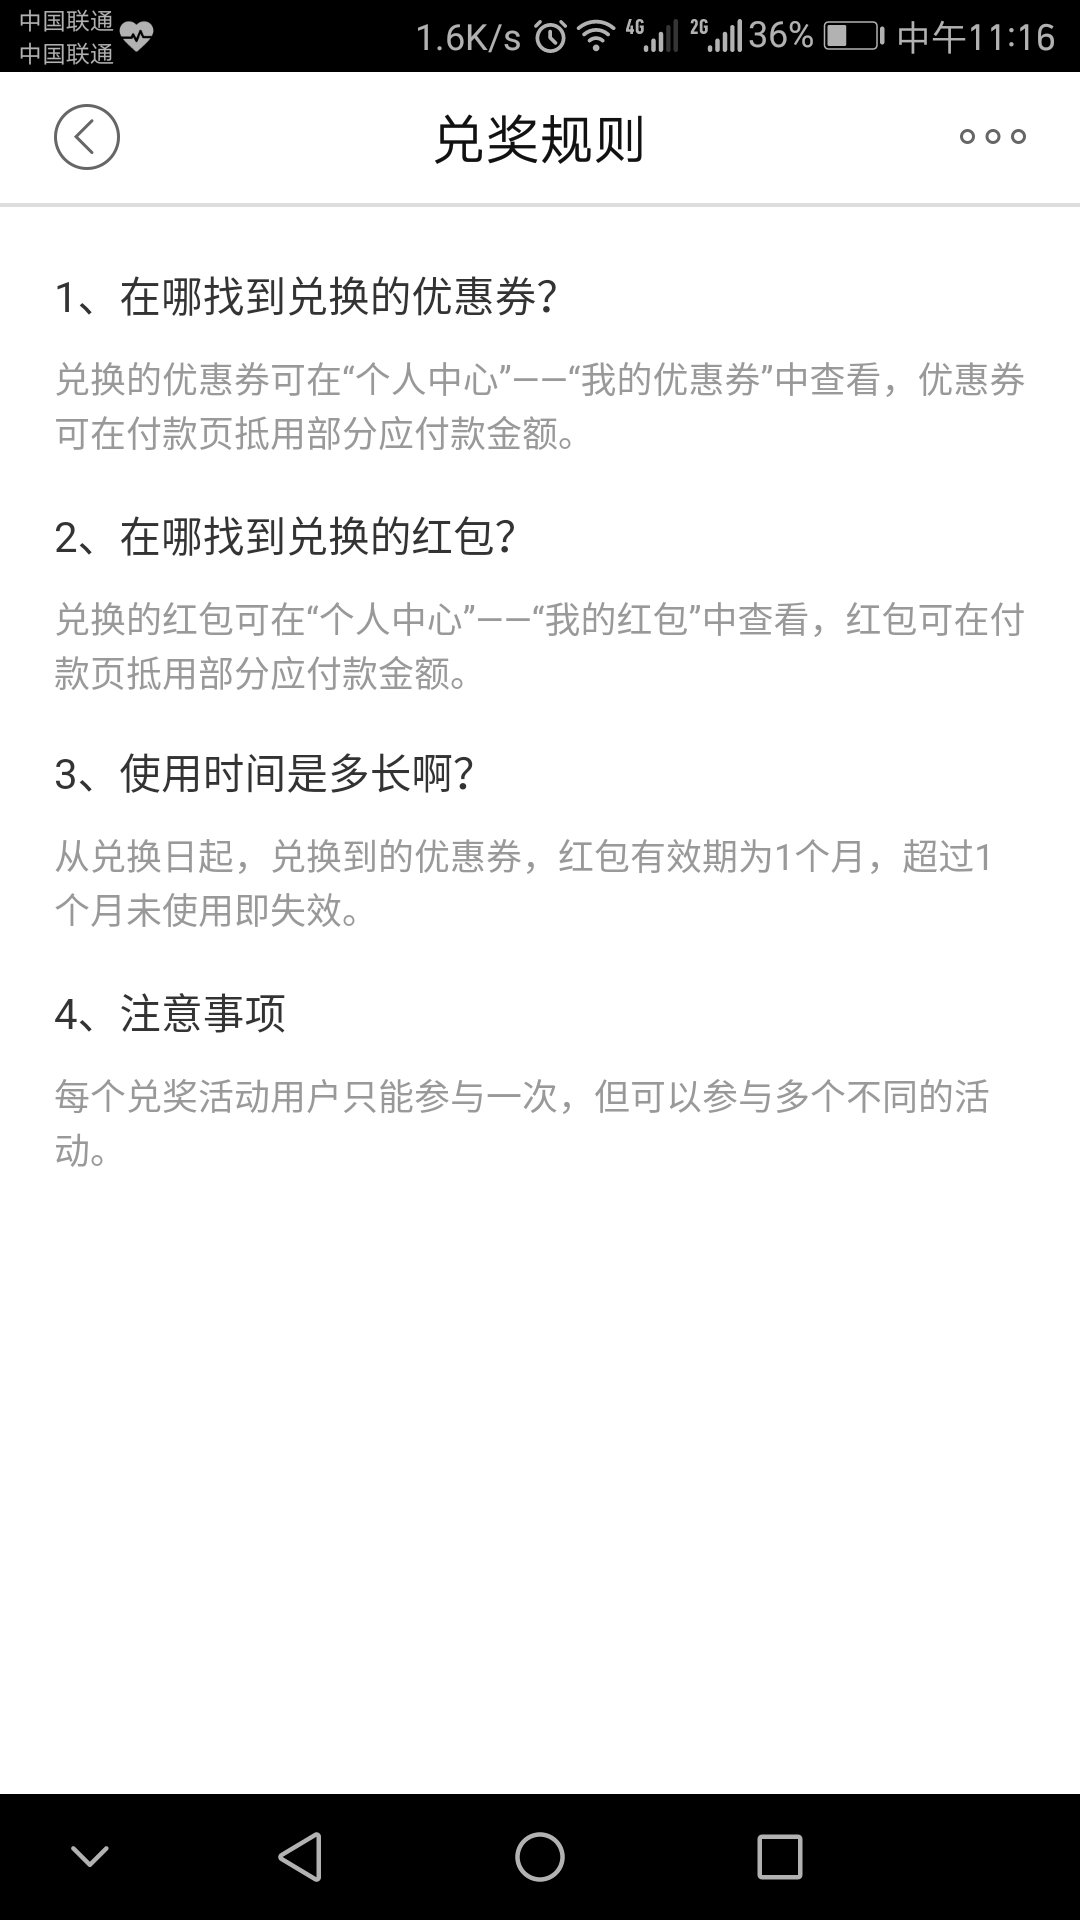 中国联通
中国联通
1.6K/s 4G 2G 36% 中午11:16
兑奖规则
1、在哪找到兑换的优惠券？
兑换的优惠券可在“个人中心”——“我的优惠券”中查看，优惠券
可在付款页抵用部分应付款金额。
2、在哪找到兑换的红包？
兑换的红包可在“个人中心”——“我的红包”中查看，红包可在付
款页抵用部分应付款金额。
3、使用时间是多长啊？
从兑换日起，兑换到的优惠券，红包有效期为1个月，超过1
个月未使用即失效。
4、注意事项
每个兑奖活动用户只能参与一次，但可以参与多个不同的活
动。